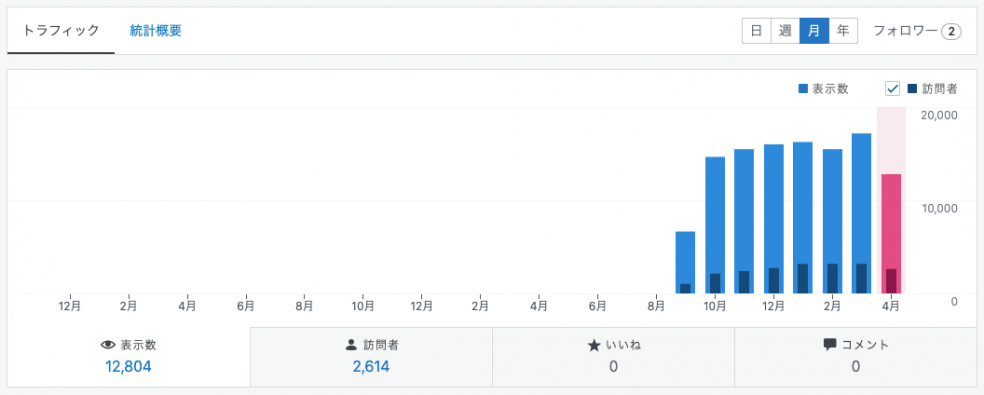 トラフィック 統計概要 日 週 月 年 フォロワー 2
表示数 訪問者
20,000
10,000
0
12月 2月 4月 6月 8月 10月 12月 2月 4月 6月 8月 10月 12月 2月 4月
表示数 訪問者 いいね コメント
12,804 2,614 0 0